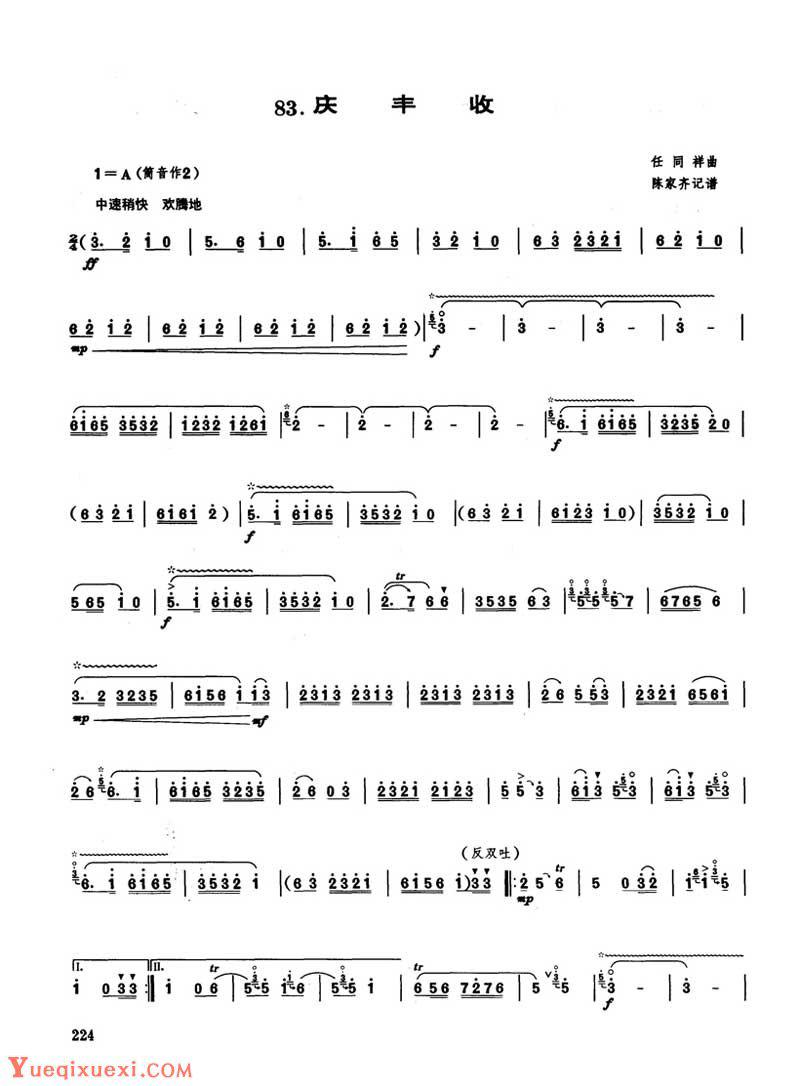 83. 庆 丰 收
1=A(筒音作2)
任 同 祥曲
陈家齐记谱
中速稍快 欢腾地
2/4 ( 3. 2 1 0 | 5. 6 1 0 | 5. 1 6 5 | 3 2 1 0 | 6 3 2321 | 6 2 1 0 |
ff
6 2 1 2 | 6 2 1 2 | 6 2 1 2 | 6 2 1 2 ) | 3 - | 3 - | 3 - | 3 - |
mp f
6165 3532 | 1232 1261 | 2 - | 2 - | 2 - | 2 - | 6. 1 6165 | 3235 2 0 |
f
( 6 3 2 1 | 6161 2 ) | 5. 1 6165 | 3532 1 0 | ( 6 3 2 1 | 6123 1 0 ) | 3532 1 0 |
f
565 1 0 | 5. 1 6165 | 3532 1 0 | 2. 7 6 6 | 3535 6 3 | 5 5 5 7 | 6765 6 |
f tr
3. 2 3235 | 6156 1 13 | 2313 2313 | 2313 2313 | 2 6 5 53 | 2321 6561 |
mp mf
2 6 6. 1 | 6165 3235 | 2 6 0 3 | 2321 2123 | 5 5 3 | 613 5 3 | 613 5 3 |
(反双吐)
6. 1 6165 | 3532 1 | ( 6 3 2321 | 6156 1 ) 3 3 |: 2 5 6 | 5 0 32 | 1 1 5 |
mp tr
I. II.
1 0 33 :| 1 0 6 | 5 5 1 6 | 5 5 1 | 656 7276 | 5 5 | 3 - | 3 - |
tr tr f
224
Yueqixuexi.com